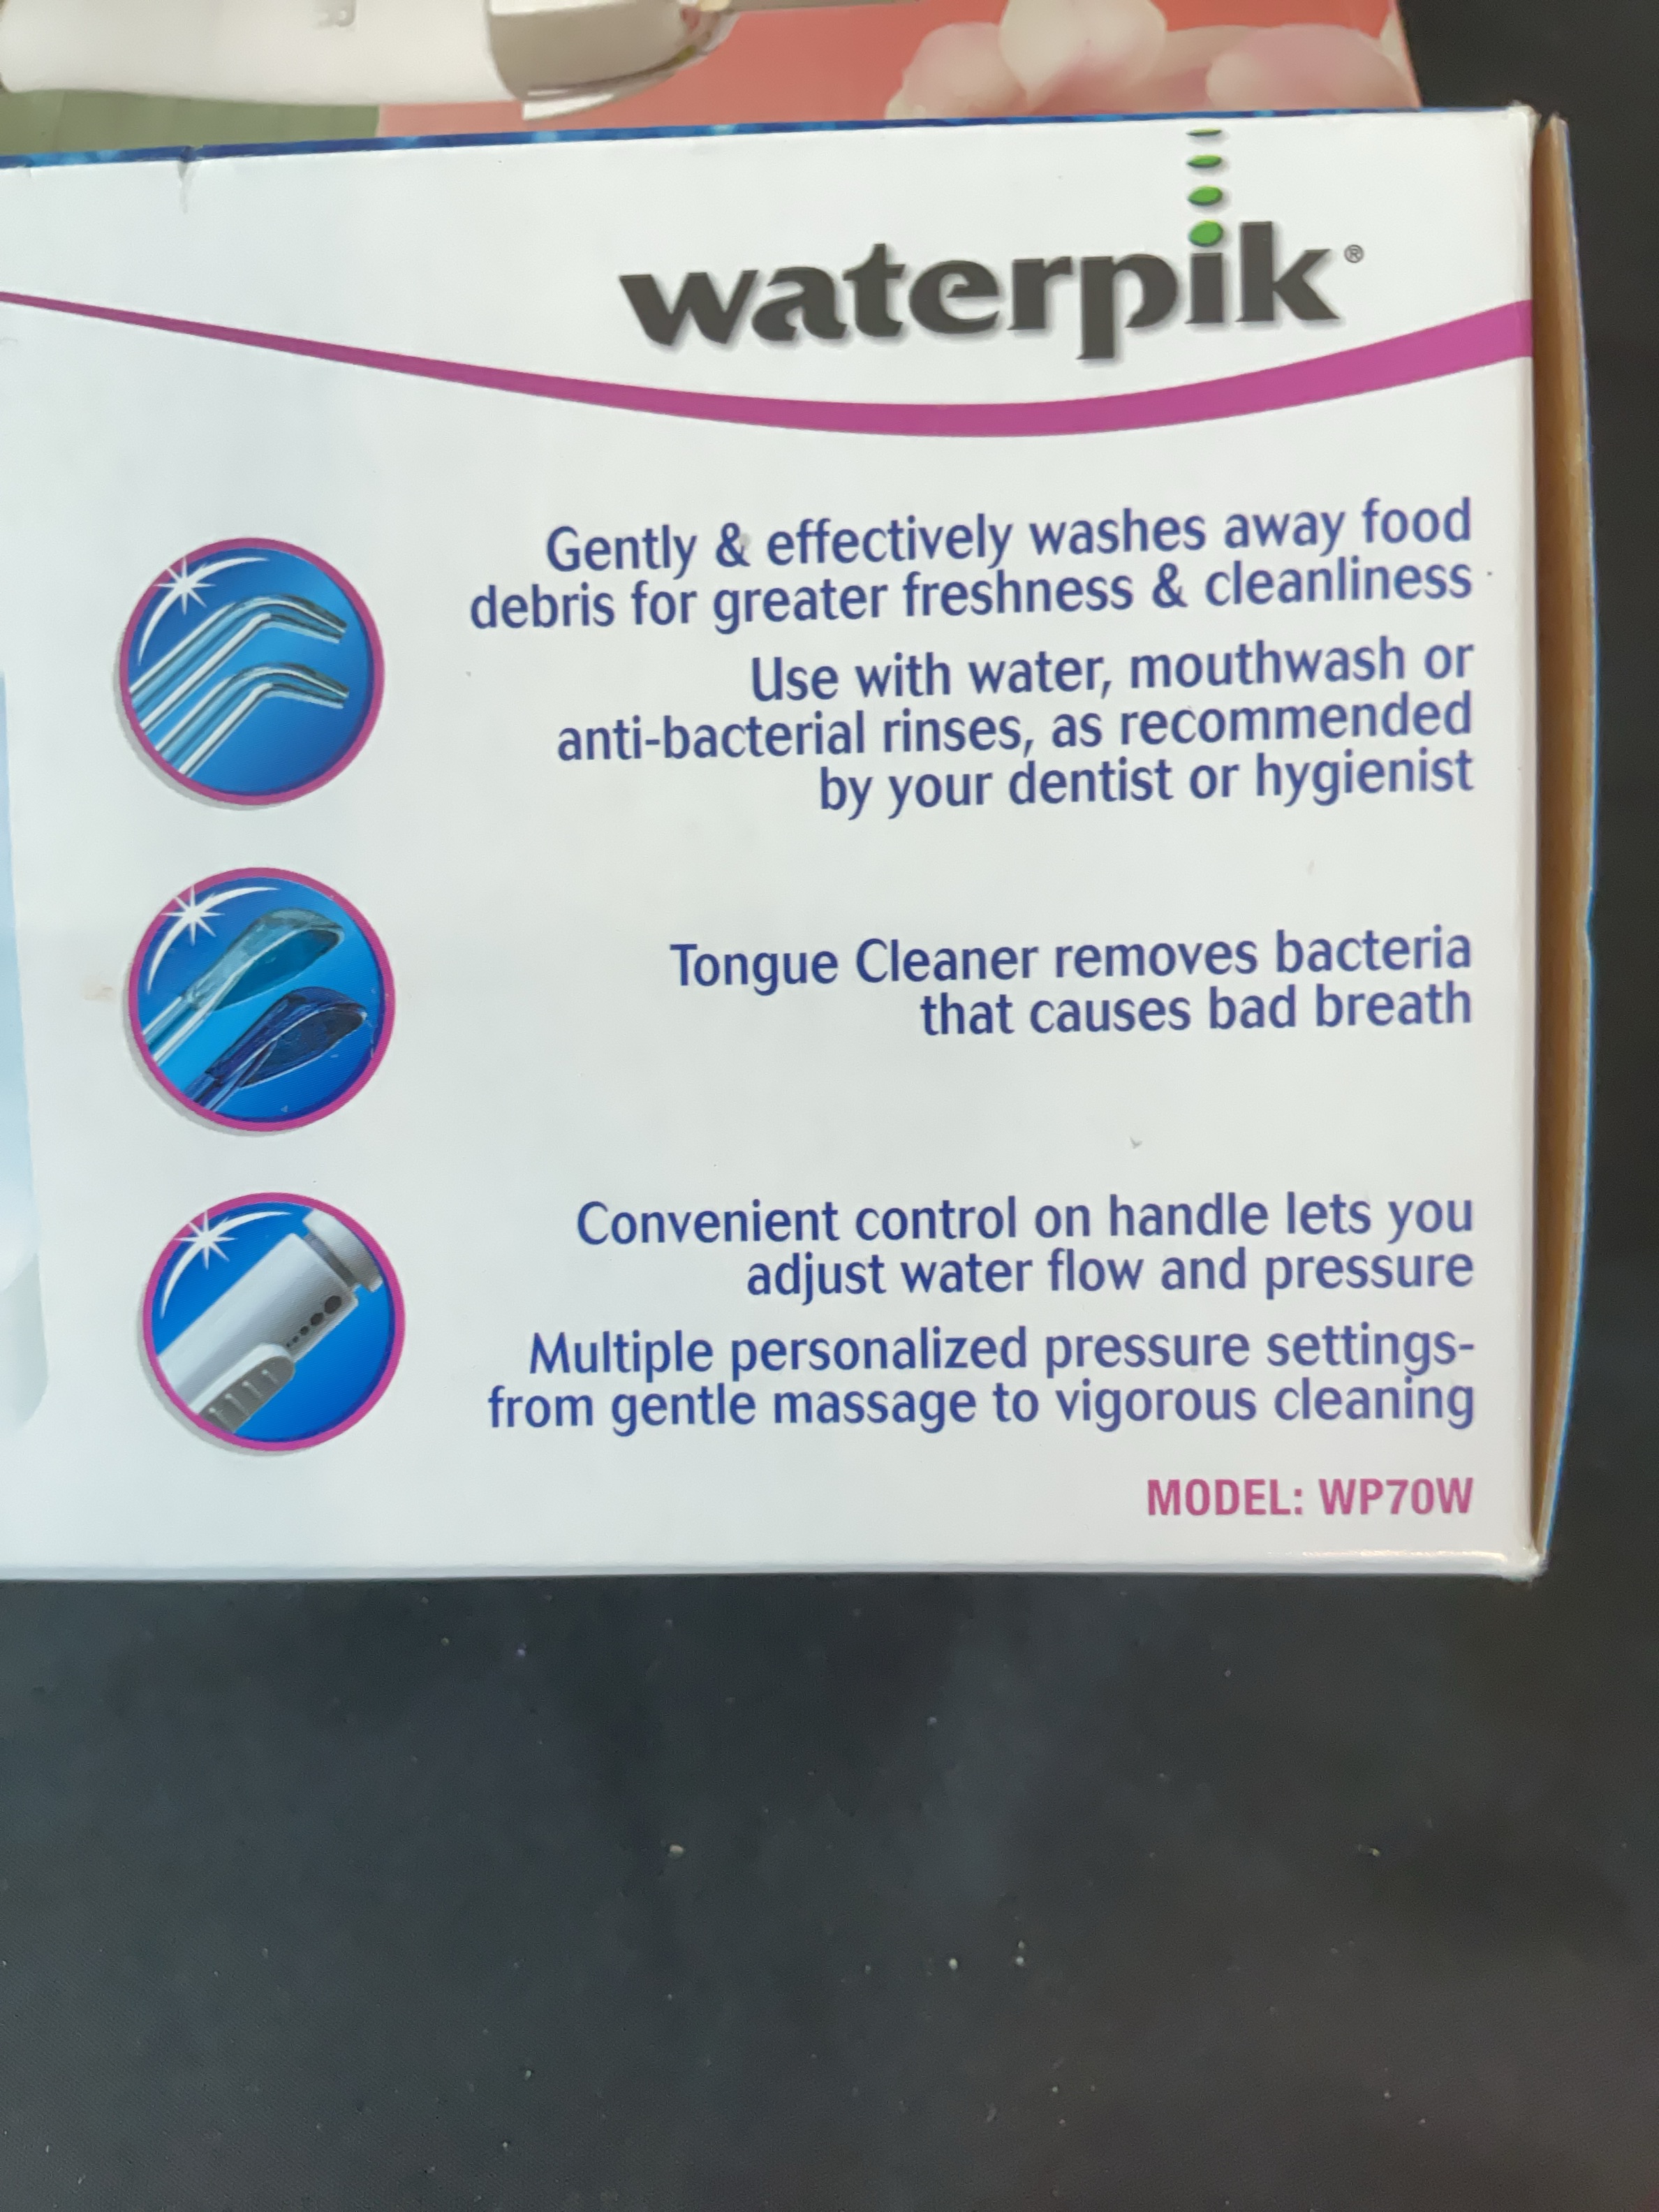 waterpik®
Gently & effectively washes away food
debris for greater freshness & cleanliness
Use with water, mouthwash or
anti-bacterial rinses, as recommended
by your dentist or hygienist
Tongue Cleaner removes bacteria
that causes bad breath
Convenient control on handle lets you
adjust water flow and pressure
Multiple personalized pressure settings-
from gentle massage to vigorous cleaning
MODEL: WP70W